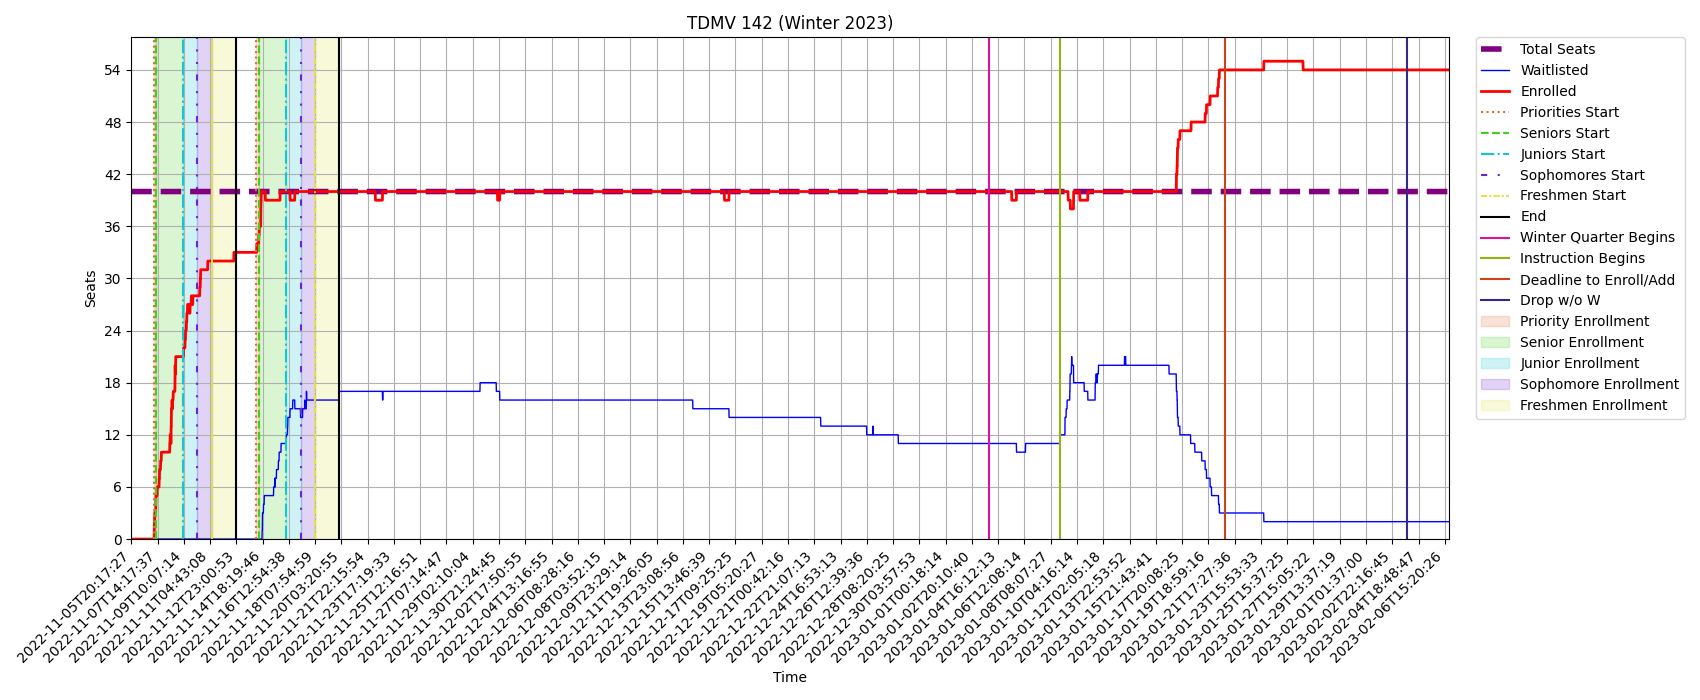 TDMV 142 (Winter 2023)
Seats
54
48
42
36
30
24
18
12
6
0
2022-11-05T20:17:27
2022-11-07T14:17:37
2022-11-09T10:07:14
2022-11-11T04:43:08
2022-11-12T23:00:53
2022-11-14T18:19:46
2022-11-16T12:54:38
2022-11-18T07:54:59
2022-11-20T03:20:55
2022-11-21T22:15:54
2022-11-23T17:19:33
2022-11-25T12:16:51
2022-11-27T07:14:47
2022-11-29T02:10:04
2022-11-30T21:24:45
2022-12-02T17:50:55
2022-12-04T13:16:55
2022-12-06T08:28:16
2022-12-08T03:52:15
2022-12-09T23:29:14
2022-12-11T19:26:05
2022-12-13T13:08:56
2022-12-15T13:46:39
2022-12-17T09:25:25
2022-12-19T05:20:27
2022-12-21T00:42:16
2022-12-22T21:07:13
2022-12-24T16:53:13
2022-12-26T12:39:36
2022-12-28T08:20:25
2022-12-30T03:57:53
2023-01-01T00:18:14
2023-01-02T20:10:40
2023-01-04T16:12:13
2023-01-06T12:08:14
2023-01-08T08:07:27
2023-01-10T04:16:14
2023-01-12T02:05:18
2023-01-13T22:53:52
2023-01-15T21:43:41
2023-01-17T20:08:25
2023-01-19T18:59:16
2023-01-21T17:27:36
2023-01-23T15:53:33
2023-01-25T15:37:25
2023-01-27T15:05:22
2023-01-29T13:37:19
2023-02-01T01:37:00
2023-02-02T22:16:45
2023-02-04T18:48:47
2023-02-06T15:20:26
Time
Total Seats
Waitlisted
Enrolled
Priorities Start
Seniors Start
Juniors Start
Sophomores Start
Freshmen Start
End
Winter Quarter Begins
Instruction Begins
Deadline to Enroll/Add
Drop w/o W
Priority Enrollment
Senior Enrollment
Junior Enrollment
Sophomore Enrollment
Freshmen Enrollment